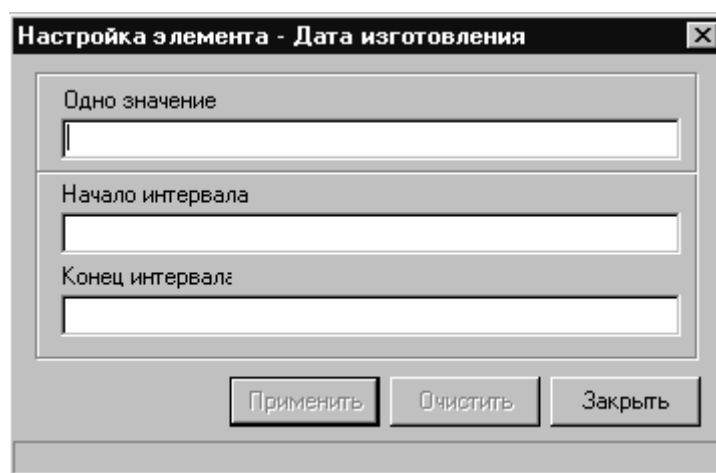 Настройка элемента - Дата изготовления
Одно значение
Начало интервала
Конец интервала
Применить Очистить Закрыть